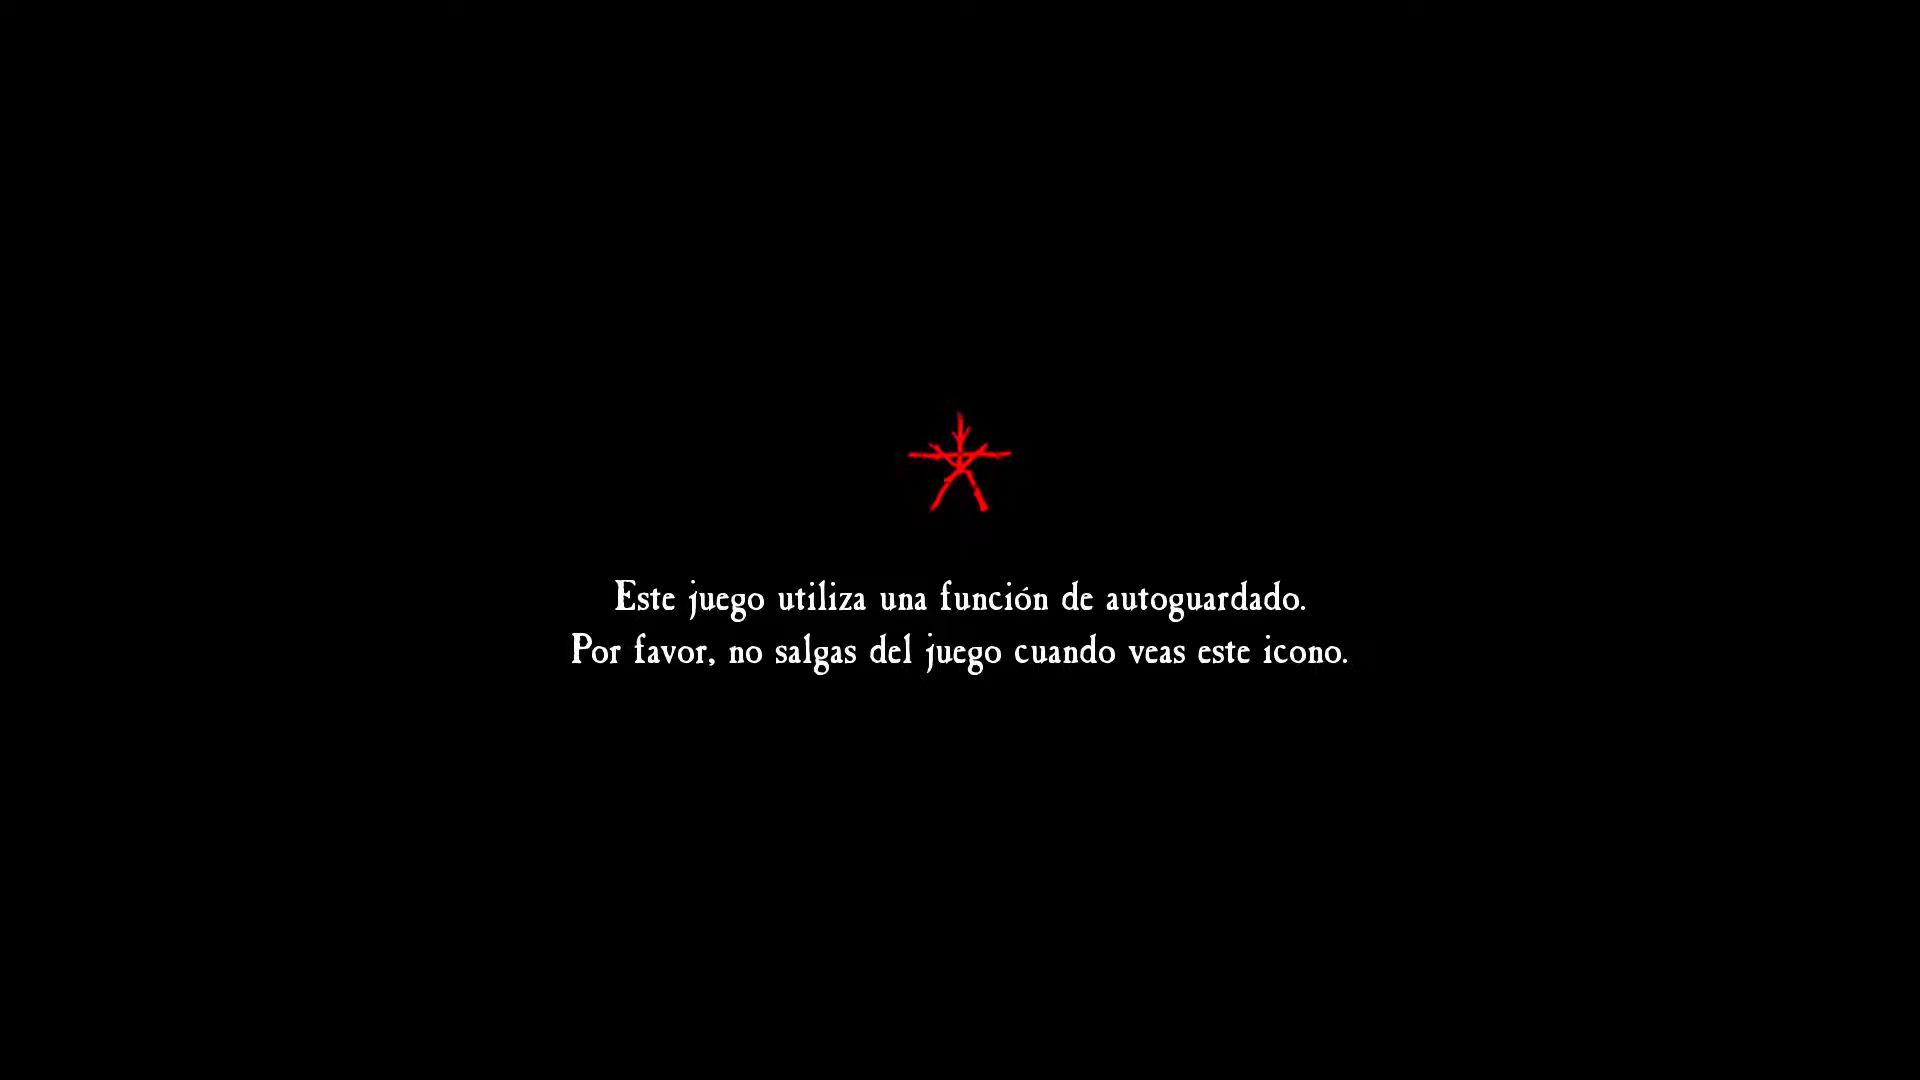 Este juego utiliza una función de autoguardado.
Por favor, no salgas del juego cuando veas este icono.